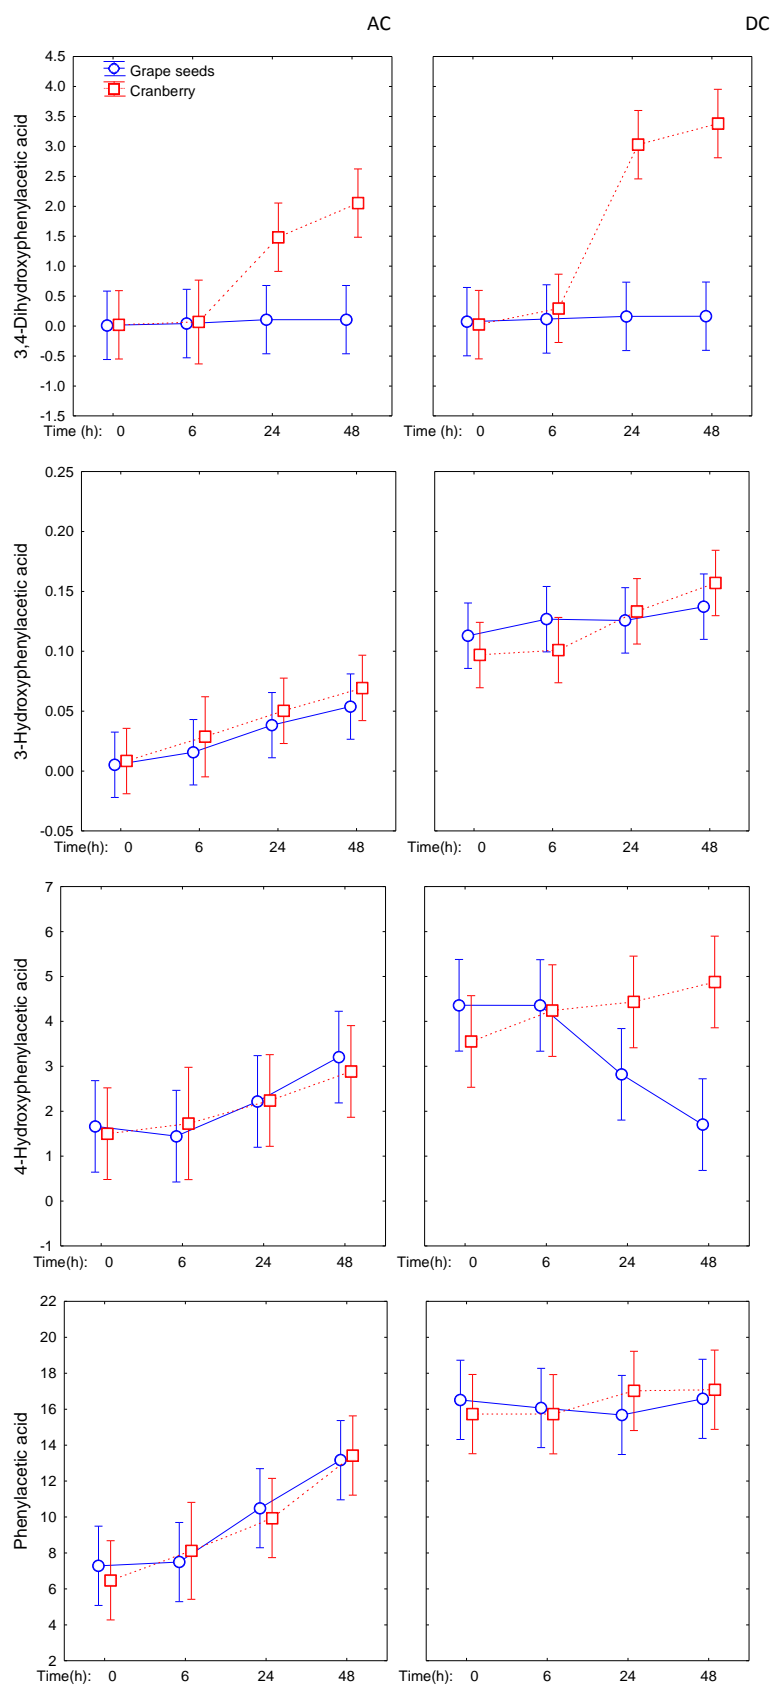 AC DC
3,4-Dihydroxyphenylacetic acid
4.5
4.0
3.5
3.0
2.5
2.0
1.5
1.0
0.5
0.0
-0.5
-1.0
-1.5
Grape seeds
Cranberry
Time (h): 0 6 24 48
Time (h): 0 6 24 48
3-Hydroxyphenylacetic acid
0.25
0.20
0.15
0.10
0.05
0.00
-0.05
Time(h): 0 6 24 48
Time(h): 0 6 24 48
4-Hydroxyphenylacetic acid
7
6
5
4
3
2
1
0
-1
Time(h): 0 6 24 48
Time(h): 0 6 24 48
Phenylacetic acid
22
20
18
16
14
12
10
8
6
4
2
Time(h): 0 6 24 48
Time(h): 0 6 24 48